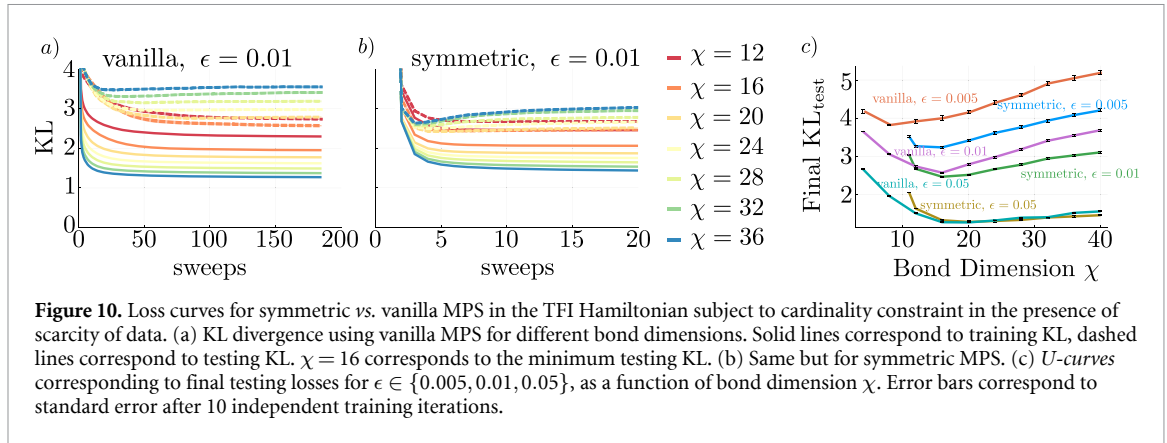 a) vanilla, ϵ = 0.01
KL
4
3
2
1
0
0 50 100 150 200
sweeps
b) symmetric, ϵ = 0.01
0 5 10 15 20
sweeps
χ = 12
χ = 16
χ = 20
χ = 24
χ = 28
χ = 32
χ = 36
c)
Final KLtest
5
4
3
2
vanilla, ϵ = 0.005
symmetric, ϵ = 0.005
vanilla, ϵ = 0.01
symmetric, ϵ = 0.01
vanilla, ϵ = 0.05
symmetric, ϵ = 0.05
10 20 30 40
Bond Dimension χ
Figure 10. Loss curves for symmetric vs. vanilla MPS in the TFI Hamiltonian subject to cardinality constraint in the presence of
scarcity of data. (a) KL divergence using vanilla MPS for different bond dimensions. Solid lines correspond to training KL, dashed
lines correspond to testing KL. χ = 16 corresponds to the minimum testing KL. (b) Same but for symmetric MPS. (c) U-curves
corresponding to final testing losses for ϵ ∈ {0.005, 0.01, 0.05}, as a function of bond dimension χ. Error bars correspond to
standard error after 10 independent training iterations.